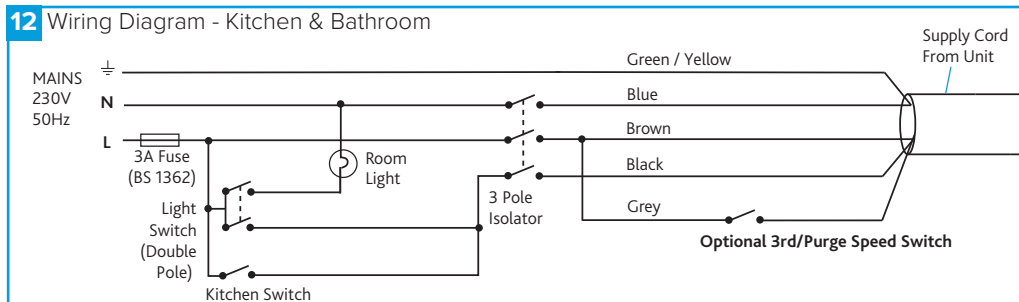 12 Wiring Diagram - Kitchen & Bathroom
Supply Cord
From Unit
MAINS
230V
50Hz
Green / Yellow
N
Blue
L
Brown
3A Fuse
(BS 1362)
Room
Light
Black
3 Pole
Isolator
Light
Switch
(Double
Pole)
Grey
Optional 3rd/Purge Speed Switch
Kitchen Switch